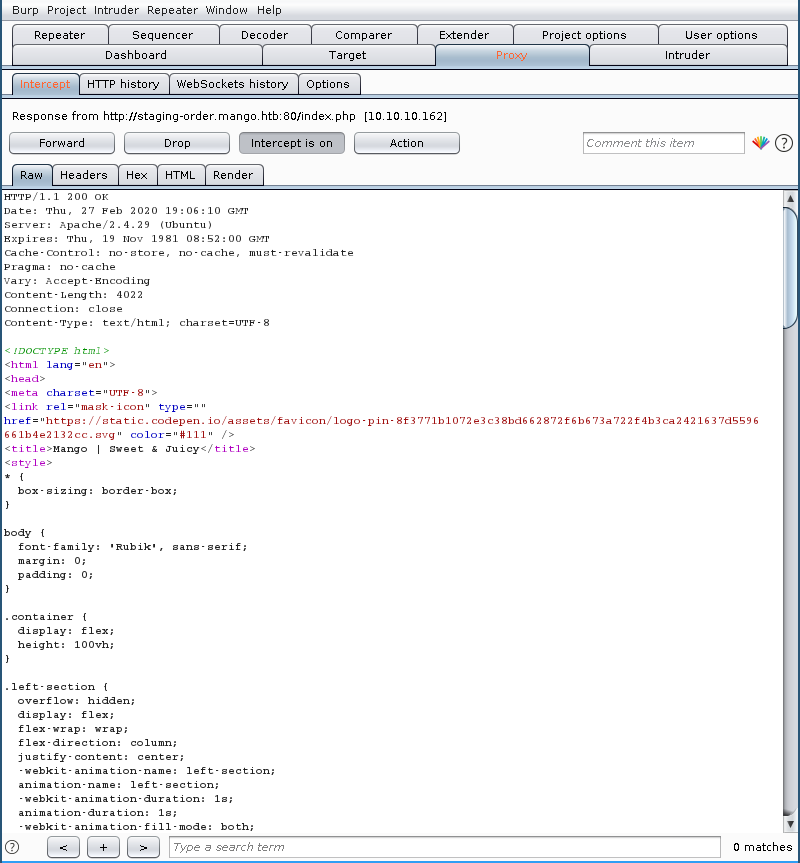 Burp Project Intruder Repeater Window Help
Repeater Sequencer Decoder Comparer Extender Project options User options
Dashboard Target Proxy Intruder
Intercept HTTP history WebSockets history Options
Response from http://staging-order.mango.htb:80/index.php [10.10.10.162]
Forward Drop Intercept is on Action Comment this item ?
Raw Headers Hex HTML Render
HTTP/1.1 200 OK
Date: Thu, 27 Feb 2020 19:06:10 GMT
Server: Apache/2.4.29 (Ubuntu)
Expires: Thu, 19 Nov 1981 08:52:00 GMT
Cache-Control: no-store, no-cache, must-revalidate
Pragma: no-cache
Vary: Accept-Encoding
Content-Length: 4022
Connection: close
Content-Type: text/html; charset=UTF-8
<!DOCTYPE html>
<html lang="en">
<head>
<meta charset="UTF-8">
<link rel="mask-icon" type=""
href="https://static.codepen.io/assets/favicon/logo-pin-8f3771b1072e3c38bd662872f6b673a722f4b3ca2421637d5596
661b4e2132cc.svg" color="#111" />
<title>Mango | Sweet & Juicy</title>
<style>
* {
box-sizing: border-box;
}
body {
font-family: 'Rubik', sans-serif;
margin: 0;
padding: 0;
}
.container {
display: flex;
height: 100vh;
}
.left-section {
overflow: hidden;
display: flex;
flex-wrap: wrap;
flex-direction: column;
justify-content: center;
-webkit-animation-name: left-section;
animation-name: left-section;
-webkit-animation-duration: 1s;
animation-duration: 1s;
-webkit-animation-fill-mode: both;
? < + > Type a search term 0 matches